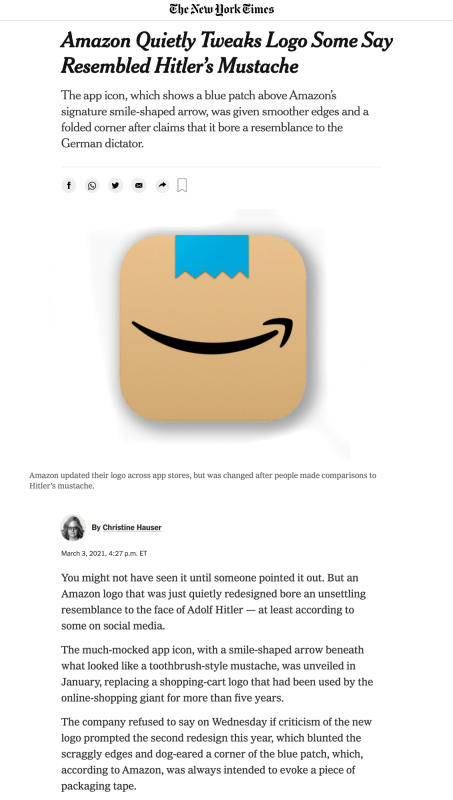 The New York Times
Amazon Quietly Tweaks Logo Some Say
Resembled Hitler's Mustache
The app icon, which shows a blue patch above Amazon's
signature smile-shaped arrow, was given smoother edges and a
folded corner after claims that it bore a resemblance to the
German dictator.
Amazon updated their logo across app stores, but was changed after people made comparisons to
Hitler's mustache.
By Christine Hauser
March 3, 2021, 4:27 p.m. ET
You might not have seen it until someone pointed it out. But an
Amazon logo that was just quietly redesigned bore an unsettling
resemblance to the face of Adolf Hitler — at least according to
some on social media.
The much-mocked app icon, with a smile-shaped arrow beneath
what looked like a toothbrush-style mustache, was unveiled in
January, replacing a shopping-cart logo that had been used by the
online-shopping giant for more than five years.
The company refused to say on Wednesday if criticism of the new
logo prompted the second redesign this year, which blunted the
scraggly edges and dog-eared a corner of the blue patch, which,
according to Amazon, was always intended to evoke a piece of
packaging tape.